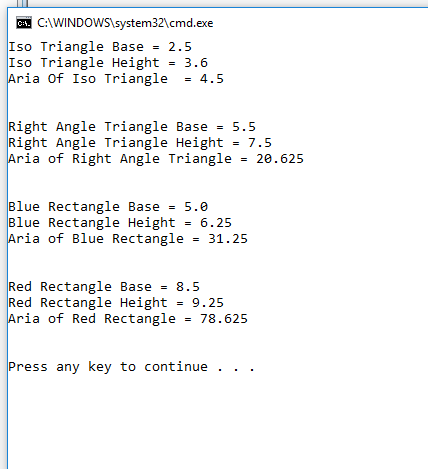 C:\WINDOWS\system32\cmd.exe
Iso Triangle Base = 2.5
Iso Triangle Height = 3.6
Aria Of Iso Triangle  = 4.5
Right Angle Triangle Base = 5.5
Right Angle Triangle Height = 7.5
Aria of Right Angle Triangle = 20.625
Blue Rectangle Base = 5.0
Blue Rectangle Height = 6.25
Aria of Blue Rectangle = 31.25
Red Rectangle Base = 8.5
Red Rectangle Height = 9.25
Aria of Red Rectangle = 78.625
Press any key to continue . . .